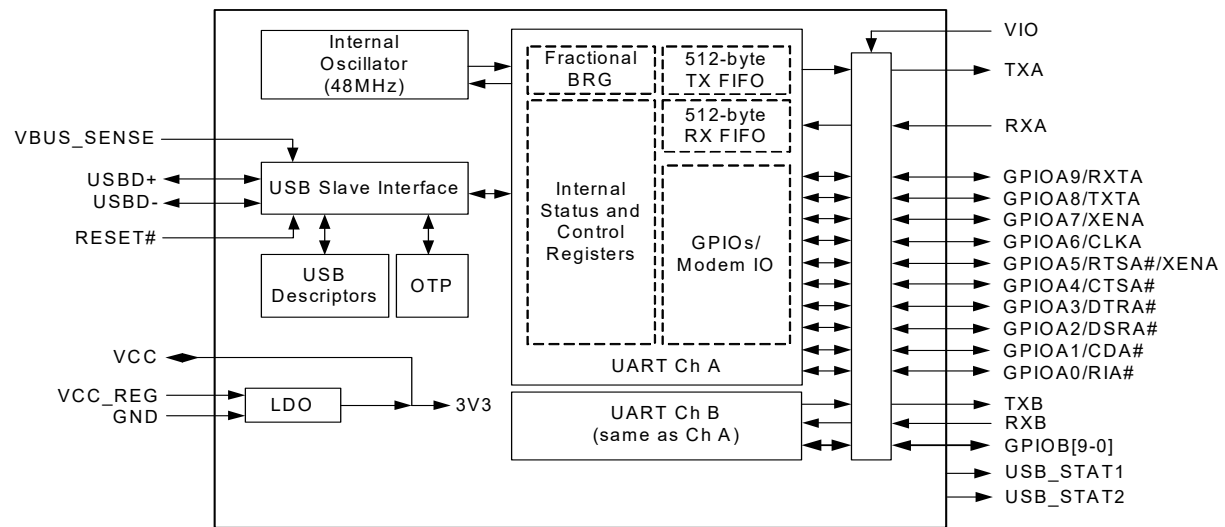 Internal
Oscillator
(48MHz)
Fractional
BRG
512-byte
TX FIFO
512-byte
RX FIFO
Internal
Status and
Control
Registers
GPIOs/
Modem IO
UART Ch A
UART Ch B
(same as Ch A)
VBUS_SENSE
USBD+
USBD-
RESET#
USB Slave Interface
USB
Descriptors
OTP
VCC
VCC_REG
GND
LDO
3V3
VIO
TXA
RXA
GPIOA9/RXTA
GPIOA8/TXTA
GPIOA7/XENA
GPIOA6/CLKA
GPIOA5/RTSA#/XENA
GPIOA4/CTSA#
GPIOA3/DTRA#
GPIOA2/DSRA#
GPIOA1/CDA#
GPIOA0/RIA#
TXB
RXB
GPIOB[9-0]
USB_STAT1
USB_STAT2